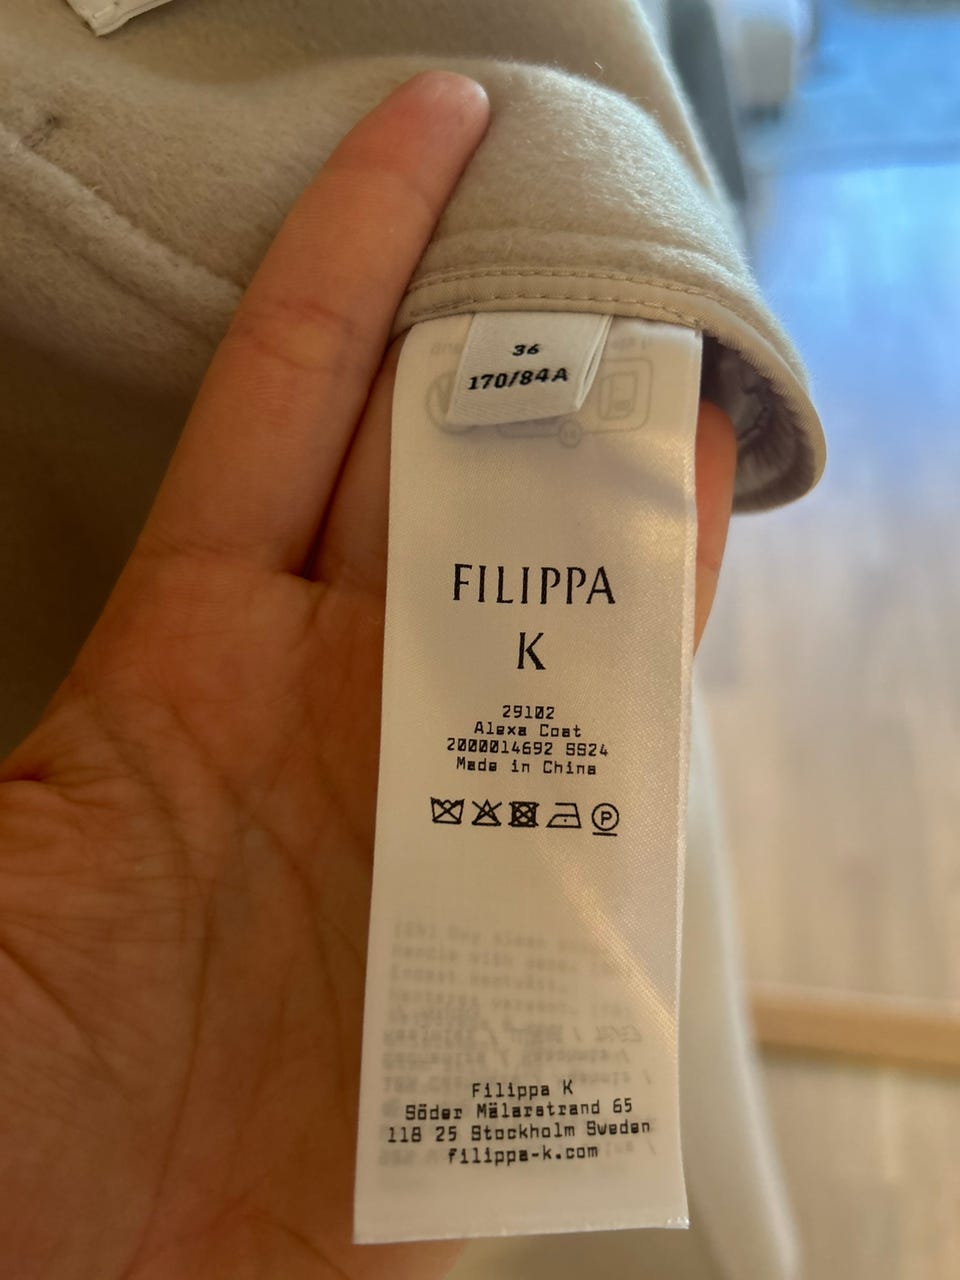 36
170/84A
FILIPPA
K
29102
Alexa Coat
2000014692 SS24
Made in China
P
Filippa K
Söder Mälarstrand 65
118 25 Stockholm Sweden
filippa-k.com